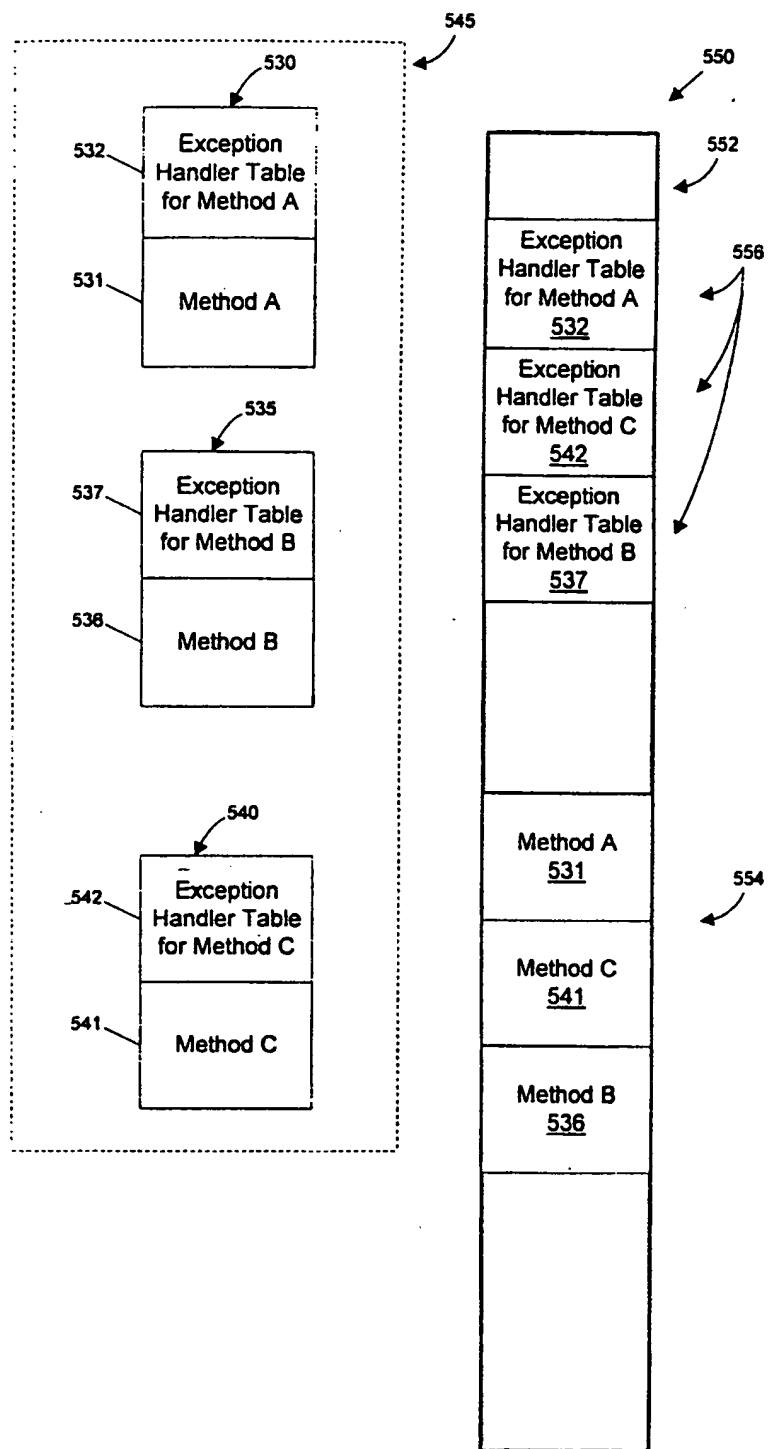 545
530
532
Exception
Handler Table
for Method A
531
Method A
535
537
Exception
Handler Table
for Method B
536
Method B
540
542
Exception
Handler Table
for Method C
541
Method C
550
552
Exception
Handler Table
for Method A
532
556
Exception
Handler Table
for Method C
542
Exception
Handler Table
for Method B
537
Method A
531
554
Method C
541
Method B
536